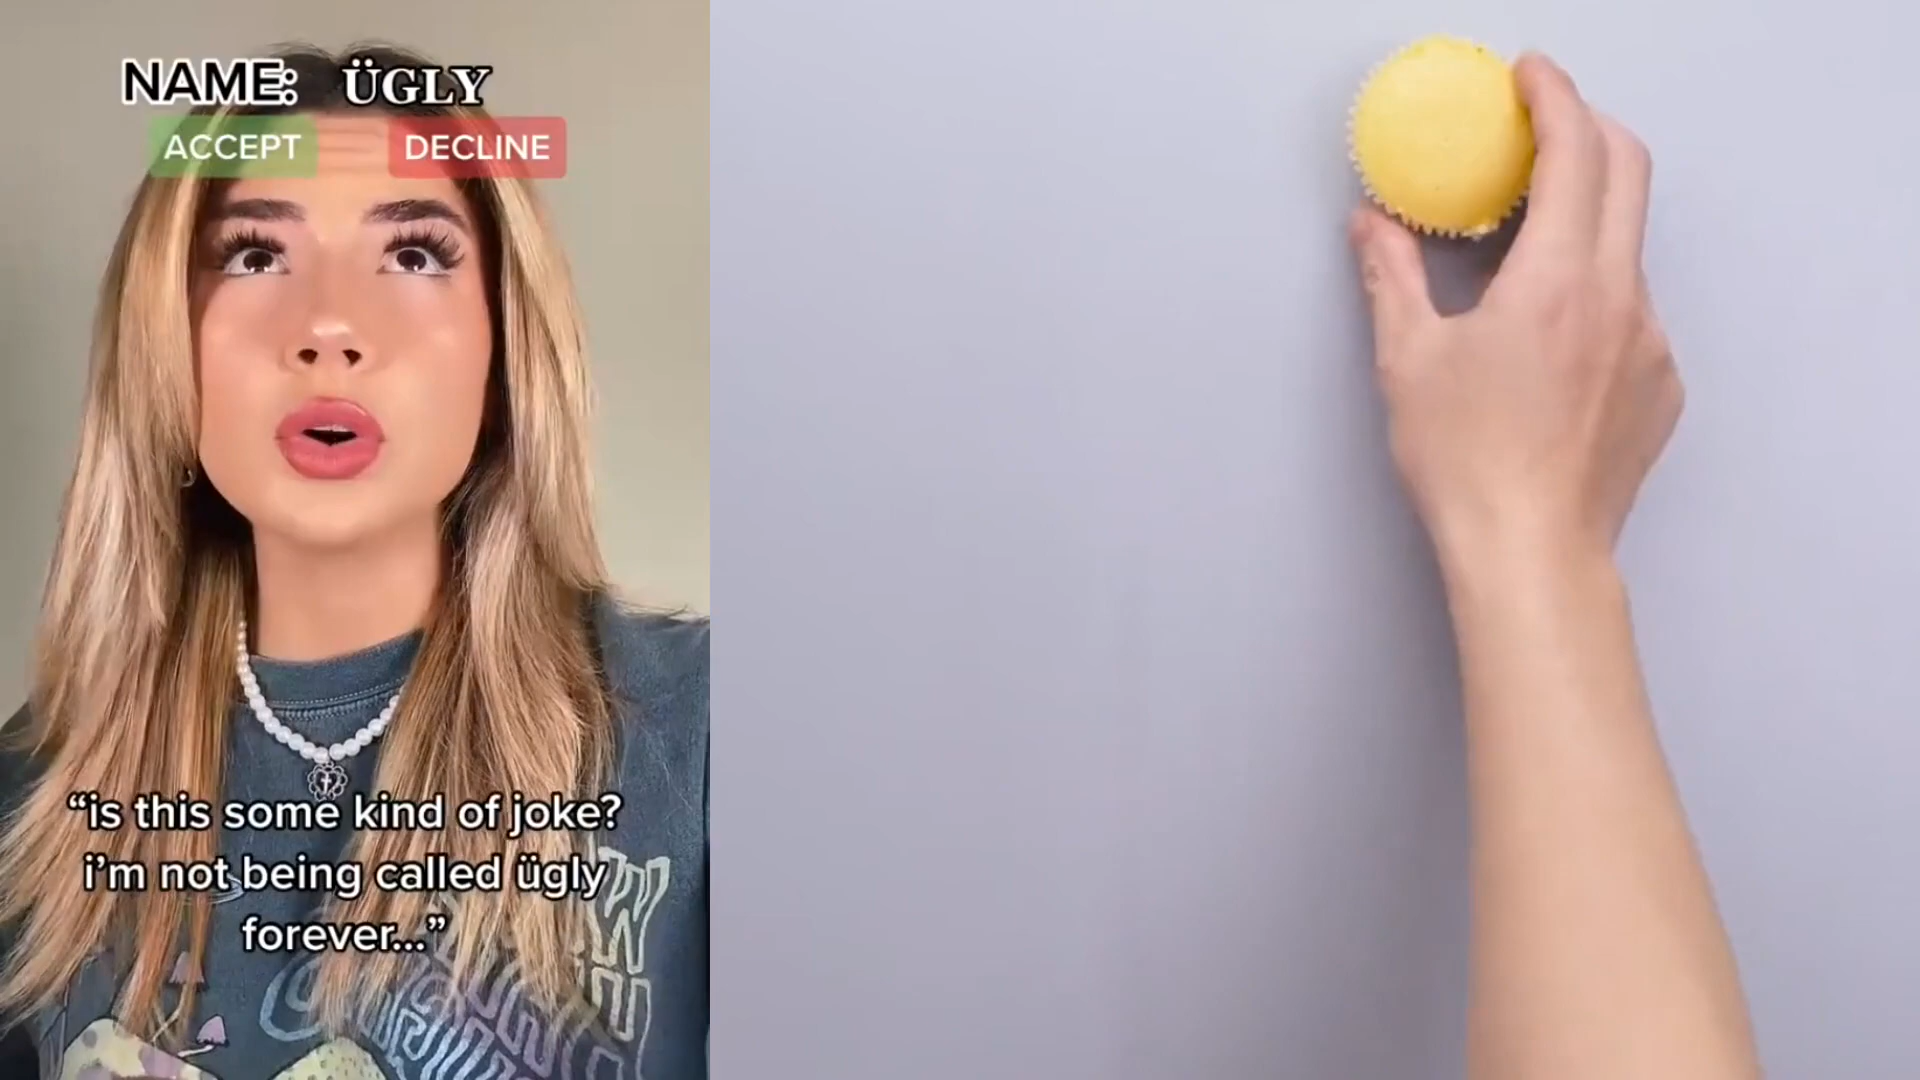 NAME: ÜGLY
ACCEPT DECLINE
“is this some kind of joke?
i’m not being called ügly
forever...”